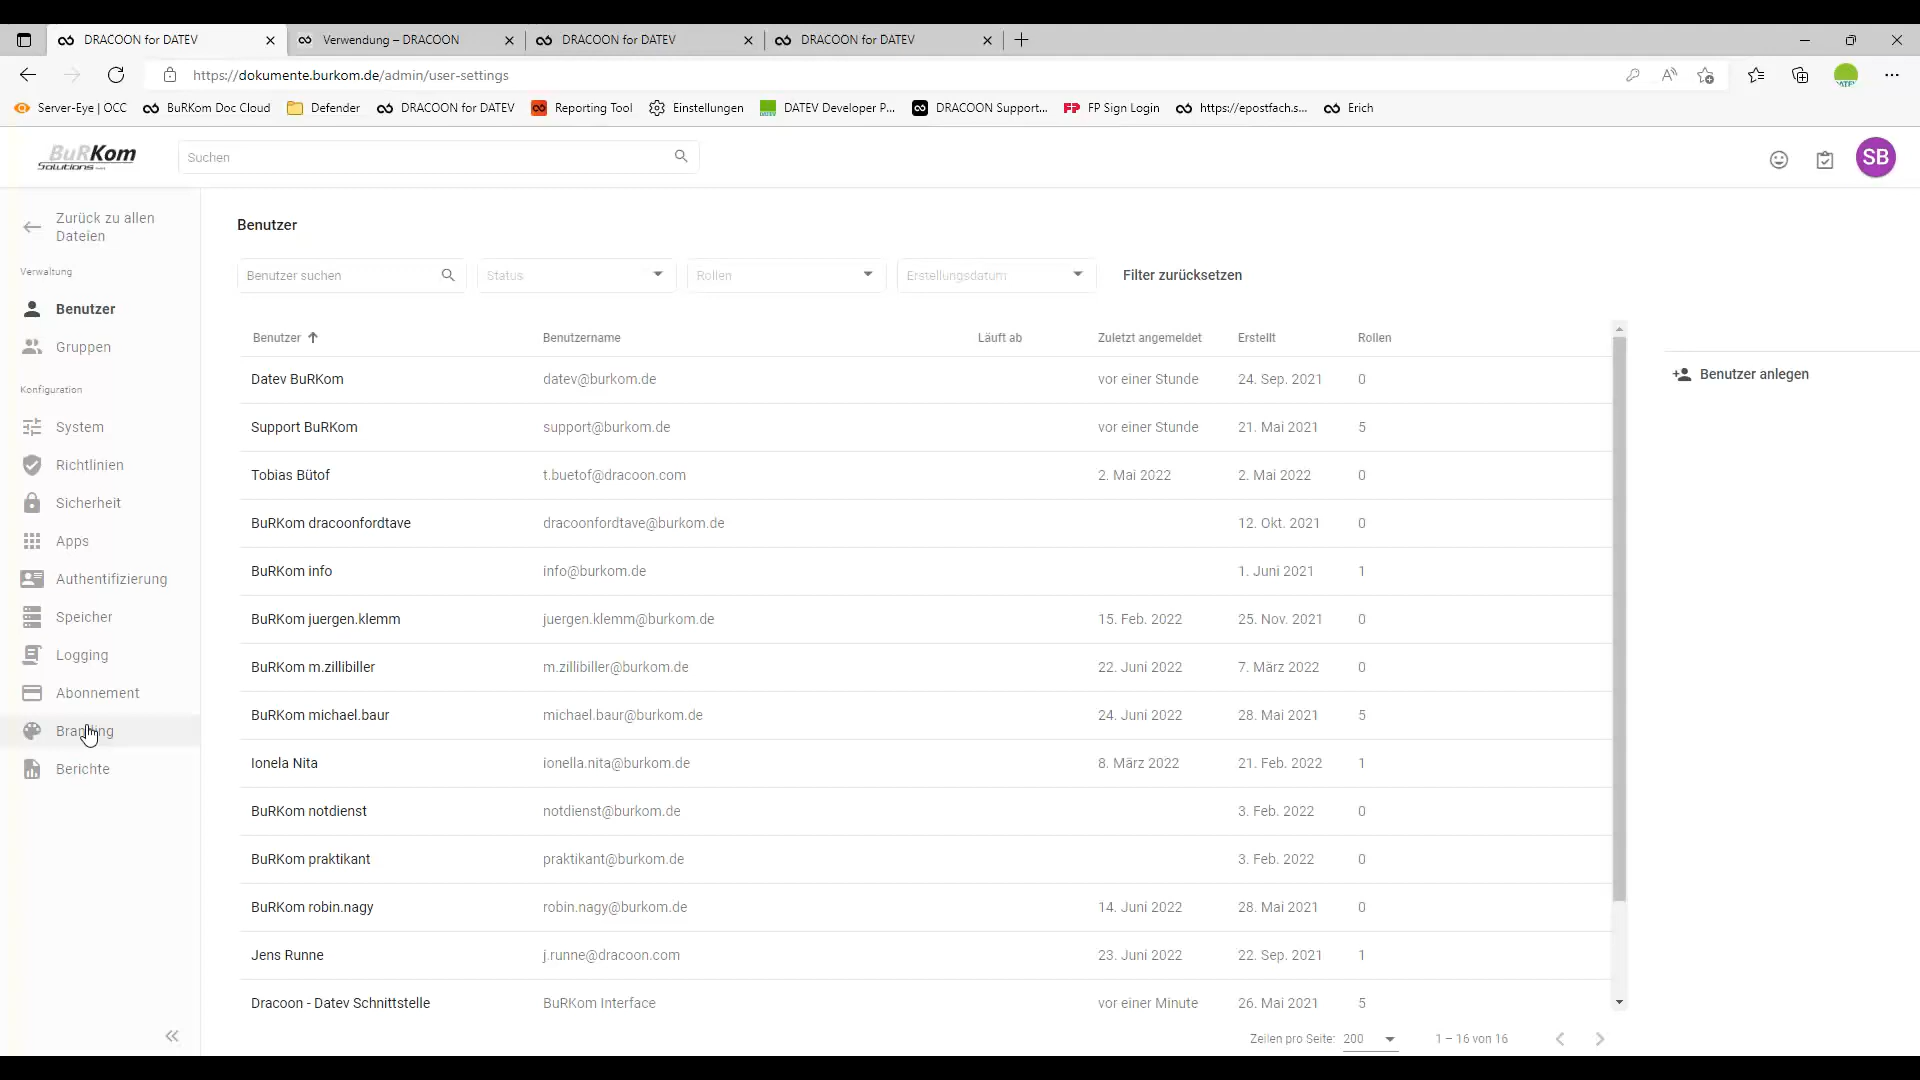 DRACOON for DATEV
Verwendung – DRACOON
DRACOON for DATEV
DRACOON for DATEV
https://dokumente.burkom.de/admin/user-settings
Server-Eye | OCC
BuRKom Doc Cloud
Defender
DRACOON for DATEV
Reporting Tool
Einstellungen
DATEV Developer P...
DRACOON Support...
FP Sign Login
https://epostfach.s...
Erich
BuRKom
Solutions
Suchen
SB
Zurück zu allen
Dateien
Verwaltung
Benutzer
Gruppen
Konfiguration
System
Richtlinien
Sicherheit
Apps
Authentifizierung
Speicher
Logging
Abonnement
Branding
Berichte
Benutzer
Benutzer suchen
Status
Rollen
Erstellungsdatum
Filter zurücksetzen
Benutzer Benutzername Läuft ab Zuletzt angemeldet Erstellt Rollen
Datev BuRKom datev@burkom.de vor einer Stunde 24. Sep. 2021 0
Support BuRKom support@burkom.de vor einer Stunde 21. Mai 2021 5
Tobias Bütof t.buetof@dracoon.com 2. Mai 2022 2. Mai 2022 0
BuRKom dracoonfordtave dracoonfordtave@burkom.de 12. Okt. 2021 0
BuRKom info info@burkom.de 1. Juni 2021 1
BuRKom juergen.klemm juergen.klemm@burkom.de 15. Feb. 2022 25. Nov. 2021 0
BuRKom m.zillibiller m.zillibiller@burkom.de 22. Juni 2022 7. März 2022 0
BuRKom michael.baur michael.baur@burkom.de 24. Juni 2022 28. Mai 2021 5
Ionela Nita ionella.nita@burkom.de 8. März 2022 21. Feb. 2022 1
BuRKom notdienst notdienst@burkom.de 3. Feb. 2022 0
BuRKom praktikant praktikant@burkom.de 3. Feb. 2022 0
BuRKom robin.nagy robin.nagy@burkom.de 14. Juni 2022 28. Mai 2021 0
Jens Runne j.runne@dracoon.com 23. Juni 2022 22. Sep. 2021 1
Dracoon - Datev Schnittstelle BuRKom Interface vor einer Minute 26. Mai 2021 5
Zeilen pro Seite: 200 1 – 16 von 16
Benutzer anlegen